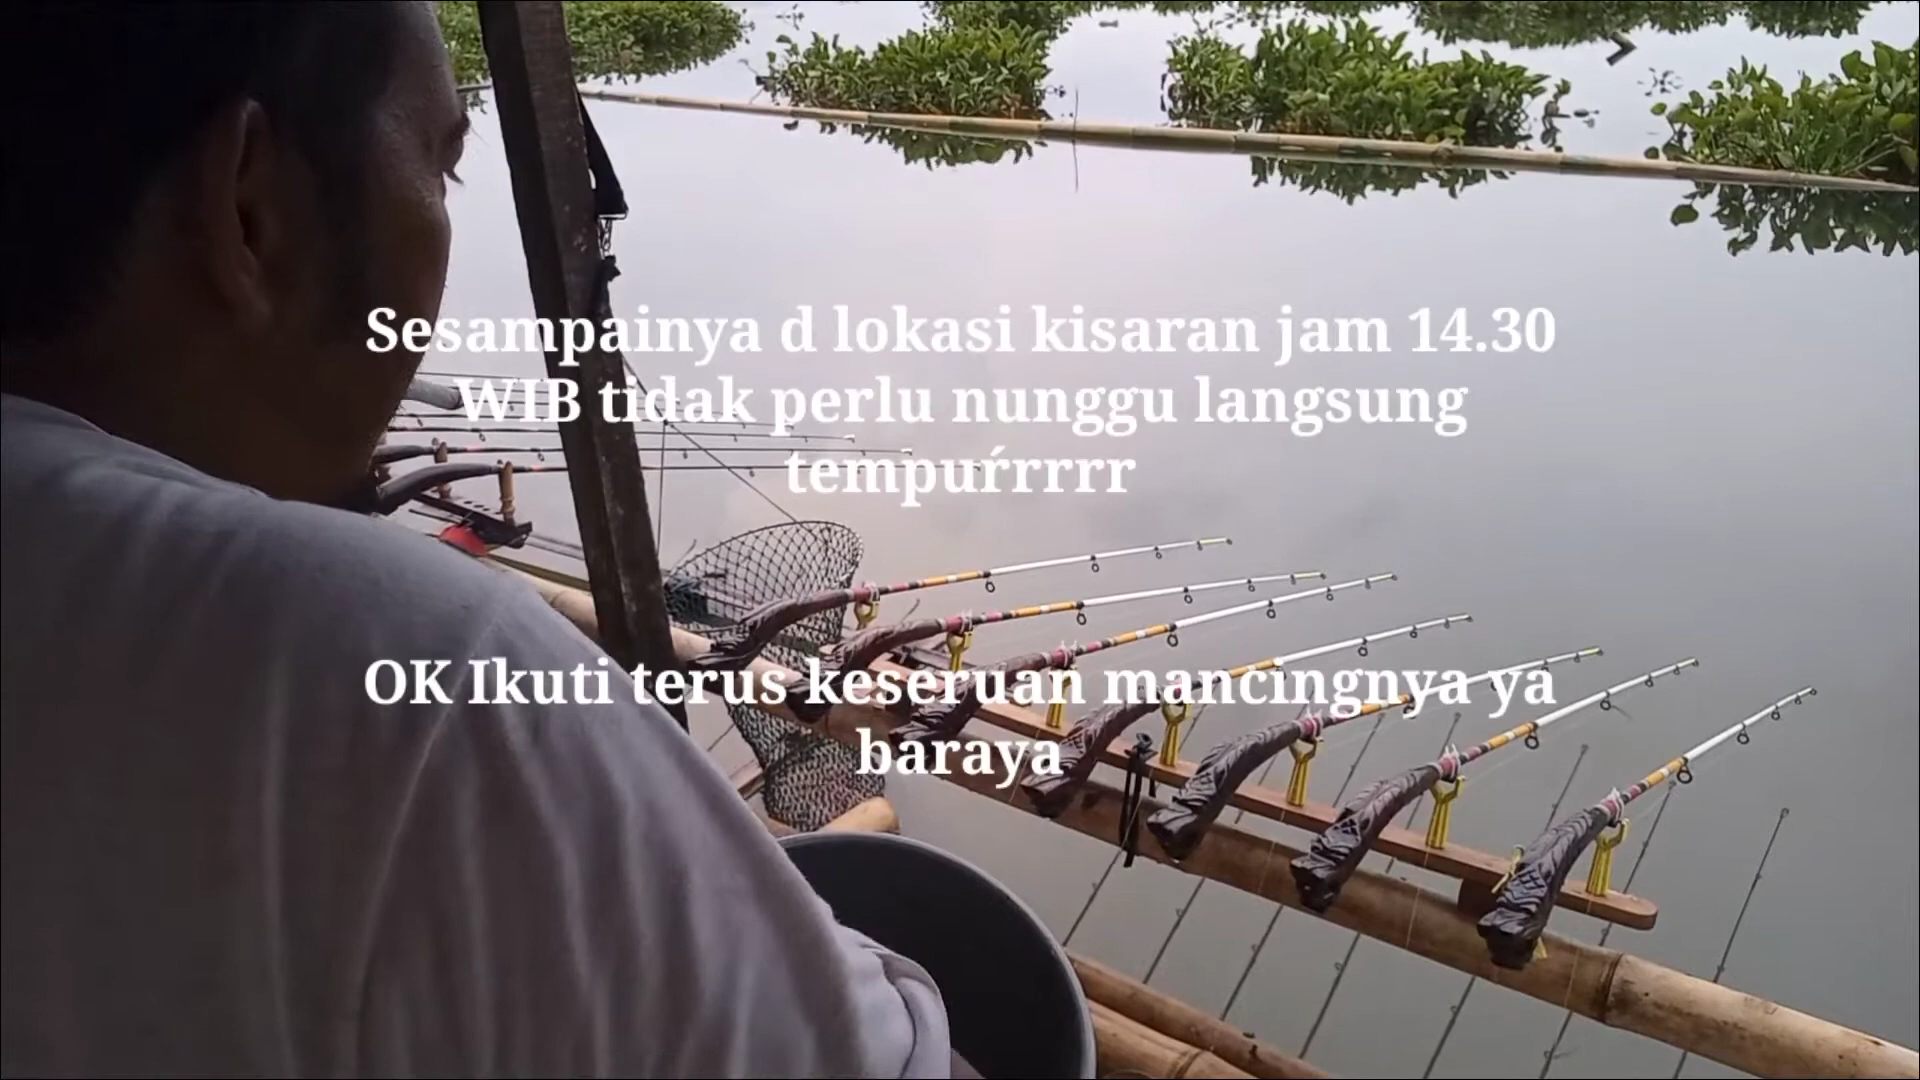 Sesampainya d lokasi kisaran jam 14.30
WIB tidak perlu nunggu langsung
tempuŕrrrr
OK Ikuti terus keseruan mancingnya ya
baraya